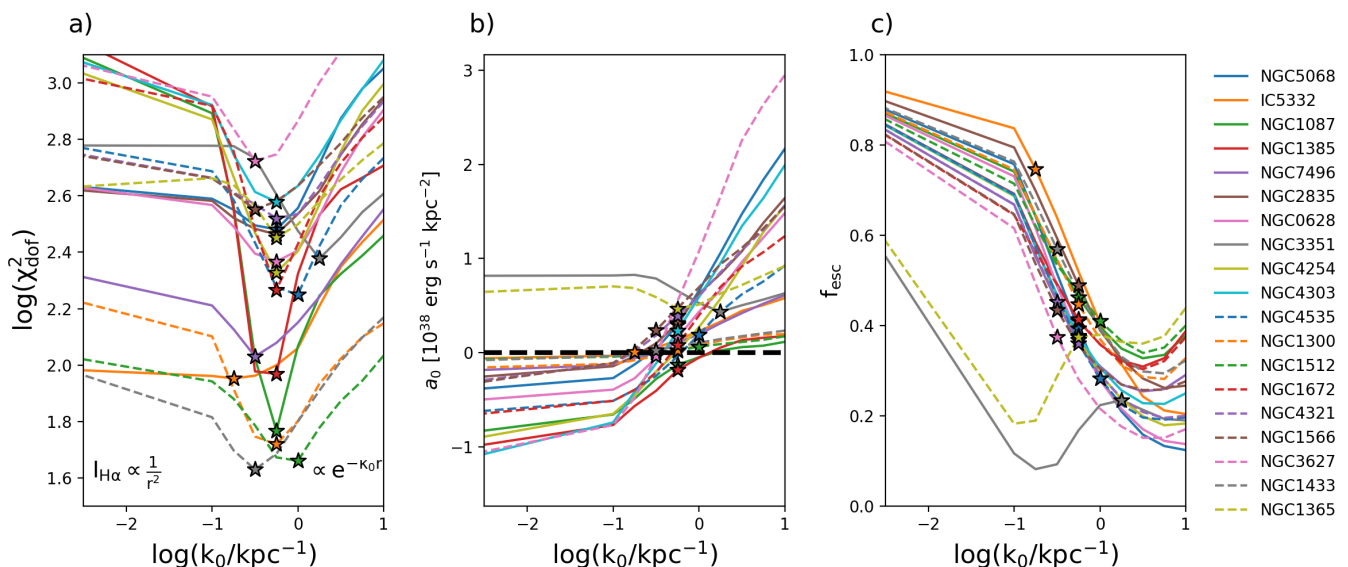 a)
b)
c)
3.0
2.8
2.6
2.4
2.2
2.0
1.8
1.6
log(χ²dof)
I_Hα ∝ 1/r²
∝ e^−κ₀r
−2
−1
0
1
log(k₀/kpc⁻¹)
3
2
1
0
−1
a₀ [10³⁸ erg s⁻¹ kpc⁻²]
−2
−1
0
1
log(k₀/kpc⁻¹)
1.0
0.8
0.6
0.4
0.2
0.0
f_esc
−2
−1
0
1
log(k₀/kpc⁻¹)
NGC5068
IC5332
NGC1087
NGC1385
NGC7496
NGC2835
NGC0628
NGC3351
NGC4254
NGC4303
NGC4535
NGC1300
NGC1512
NGC1672
NGC4321
NGC1566
NGC3627
NGC1433
NGC1365